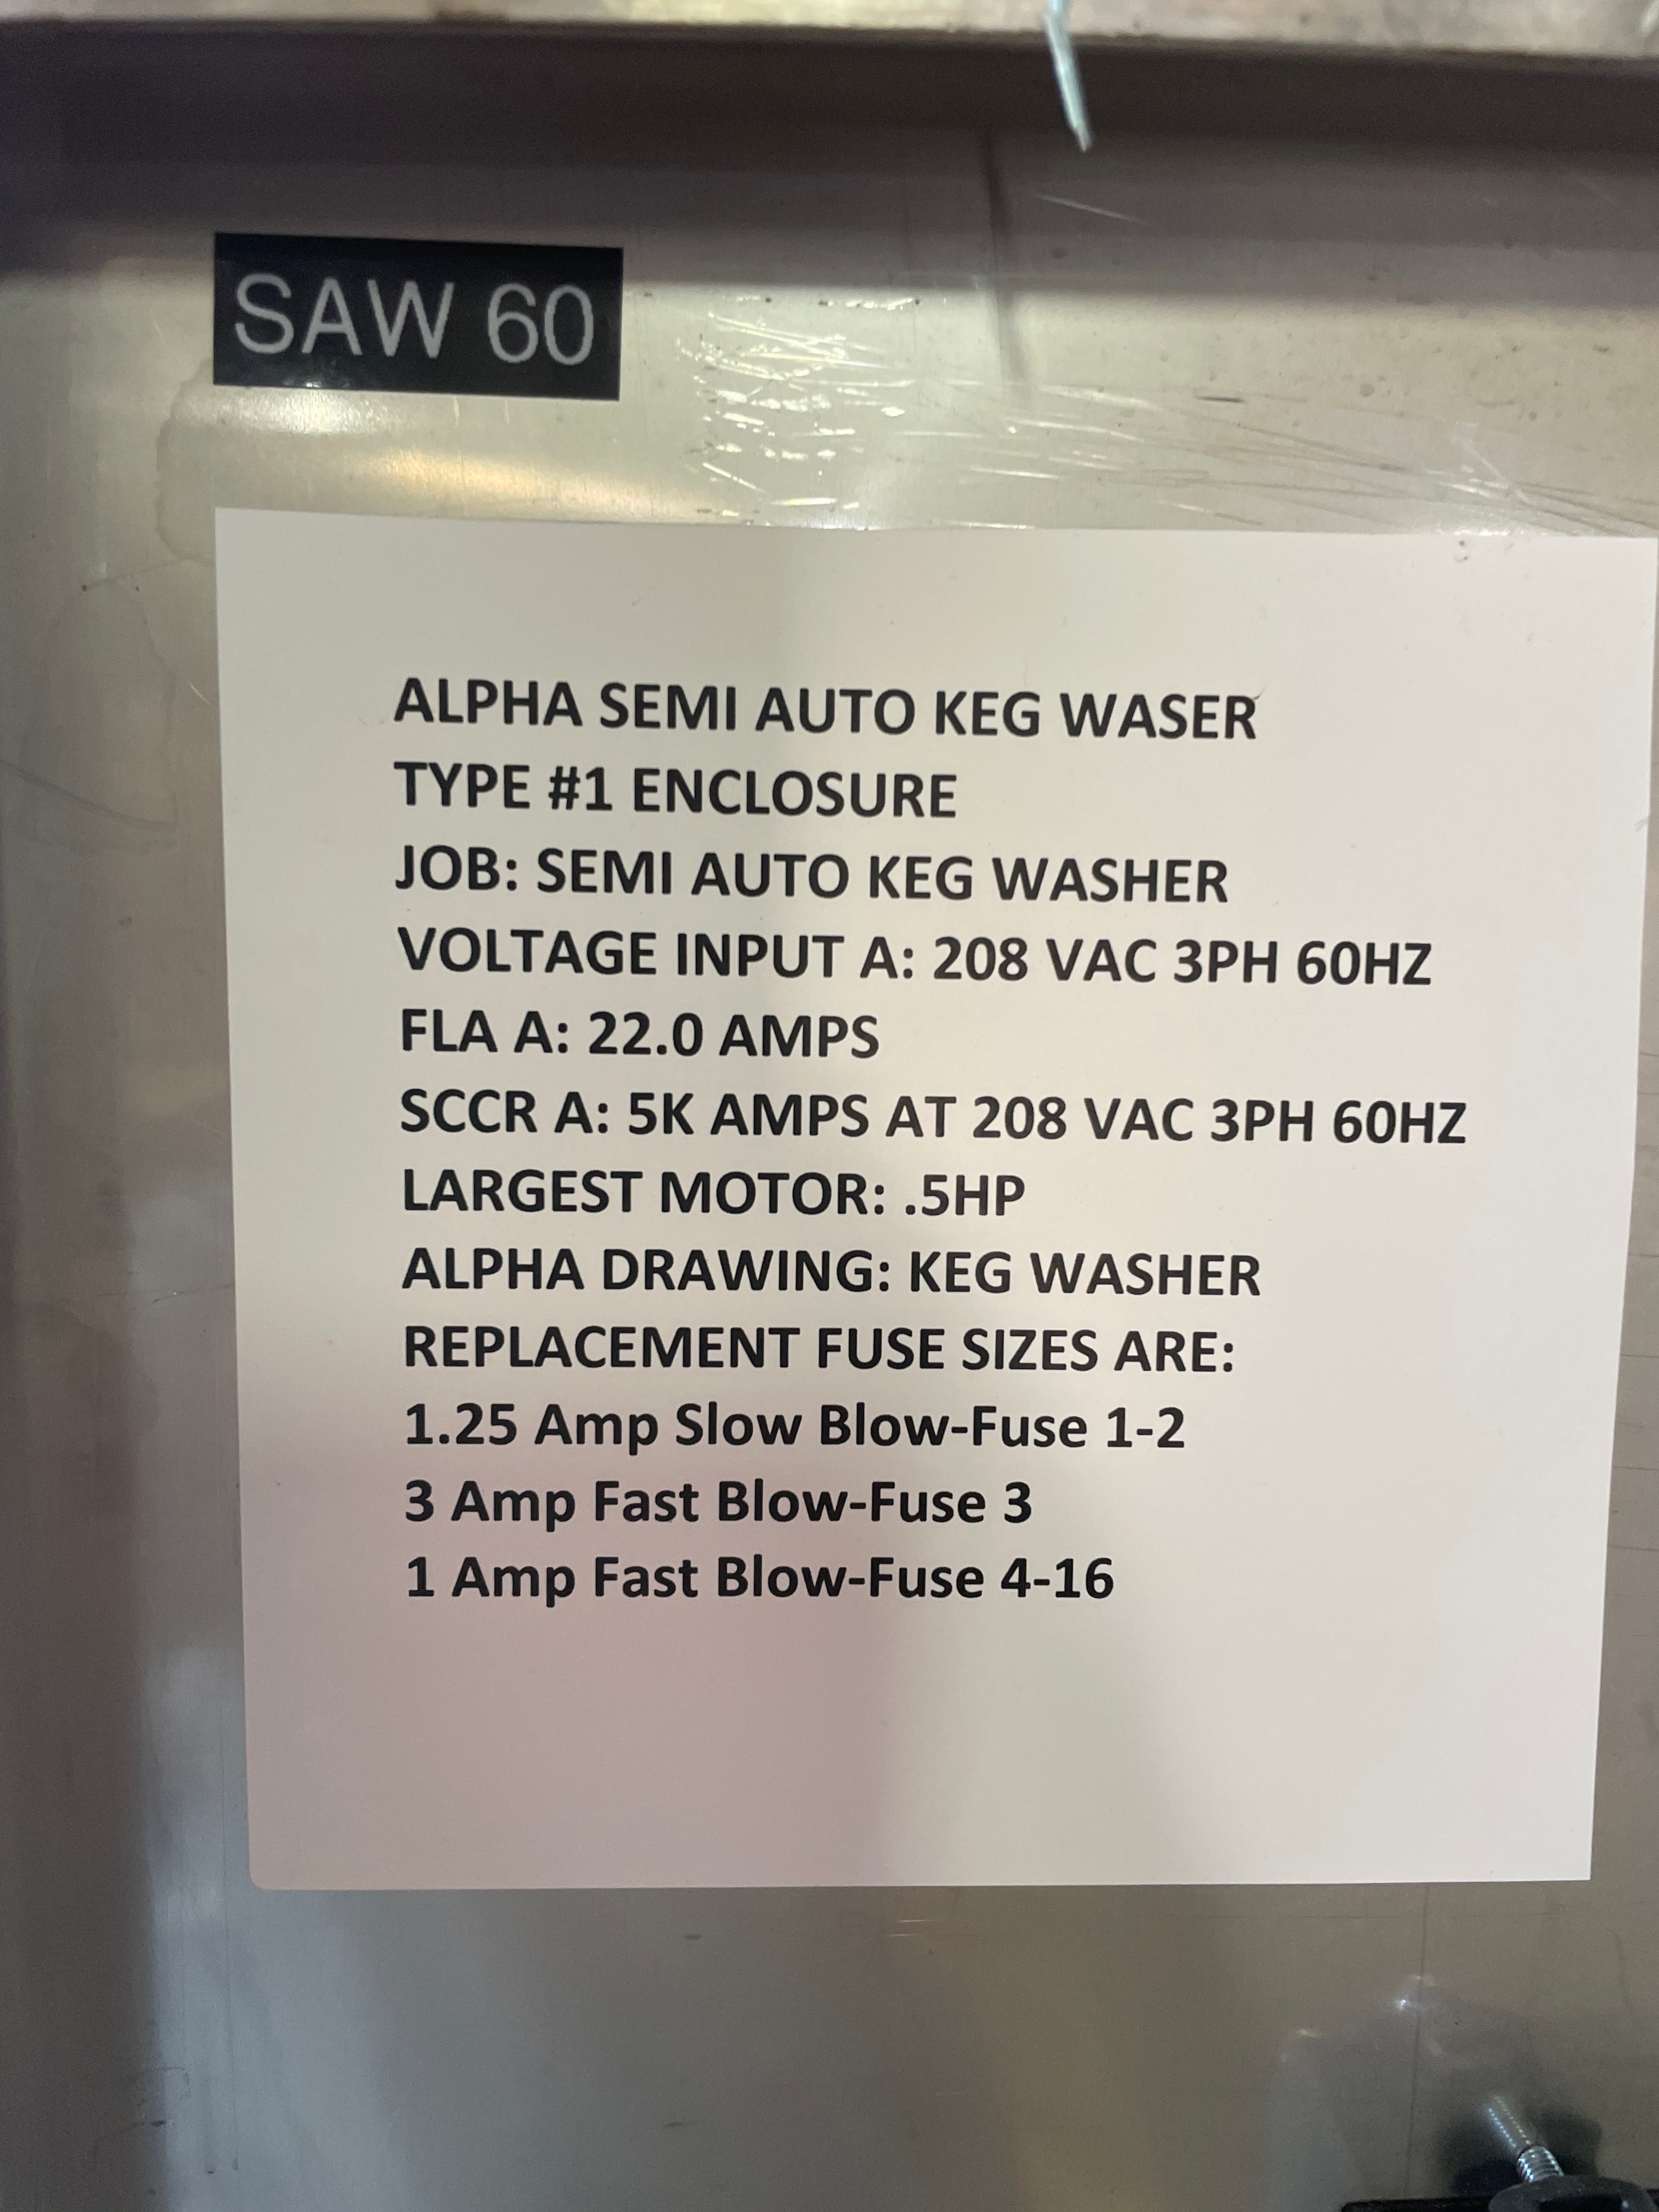 SAW 60
ALPHA SEMI AUTO KEG WASER
TYPE #1 ENCLOSURE
JOB: SEMI AUTO KEG WASHER
VOLTAGE INPUT A: 208 VAC 3PH 60HZ
FLA A: 22.0 AMPS
SCCR A: 5K AMPS AT 208 VAC 3PH 60HZ
LARGEST MOTOR: .5HP
ALPHA DRAWING: KEG WASHER
REPLACEMENT FUSE SIZES ARE:
1.25 Amp Slow Blow-Fuse 1-2
3 Amp Fast Blow-Fuse 3
1 Amp Fast Blow-Fuse 4-16